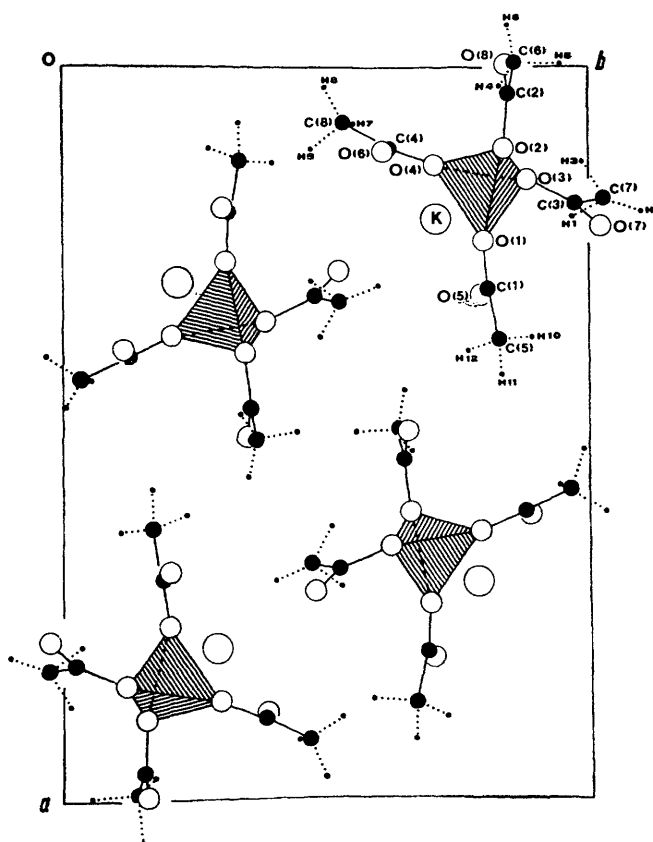 H6
O
O(8)
C(6)
b
H5
H8
H4
C(2)
C(8)
H7
C(4)
O(2)
H9
O(6)
O(4)
O(3)
H3
C(7)
C(3)
H1
O(7)
K
O(1)
C(1)
O(5)
H10
H12
C(5)
H11
a